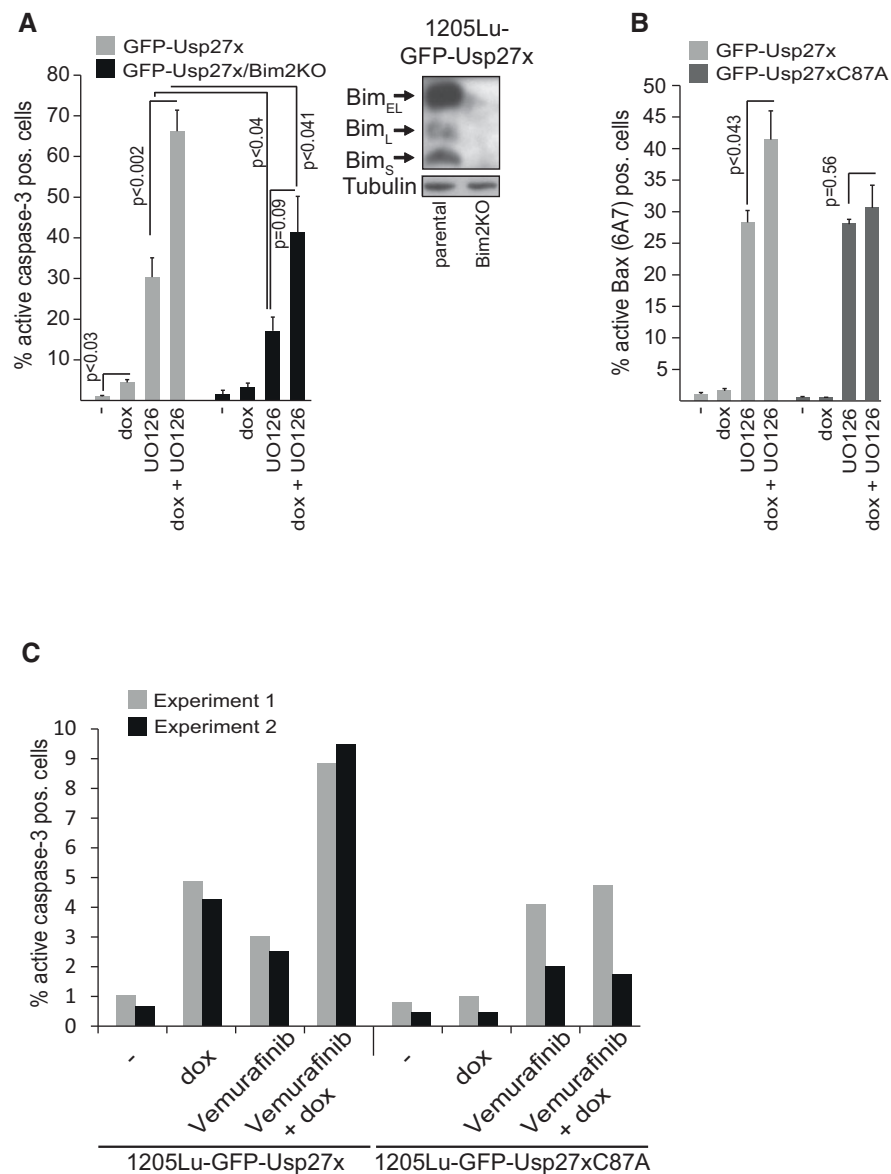 A
GFP-Usp27x
GFP-Usp27x/Bim2KO
% active caspase-3 pos. cells
80
70
60
50
40
30
20
10
p<0.03
p<0.002
p<0.04
p=0.09
p<0.041
-
dox
UO126
dox + UO126
-
dox
UO126
dox + UO126
1205Lu-
GFP-Usp27x
BimEL
BimL
BimS
Tubulin
parental
Bim2KO
B
GFP-Usp27x
GFP-Usp27xC87A
% active Bax (6A7) pos. cells
50
45
40
35
30
25
20
15
10
5
p<0.043
p=0.56
-
dox
UO126
dox + UO126
-
dox
UO126
dox + UO126
C
Experiment 1
Experiment 2
% active caspase-3 pos. cells
10
9
8
7
6
5
4
3
2
1
0
-
dox
Vemurafinib
Vemurafinib
+ dox
-
dox
Vemurafinib
Vemurafinib
+ dox
1205Lu-GFP-Usp27x
1205Lu-GFP-Usp27xC87A